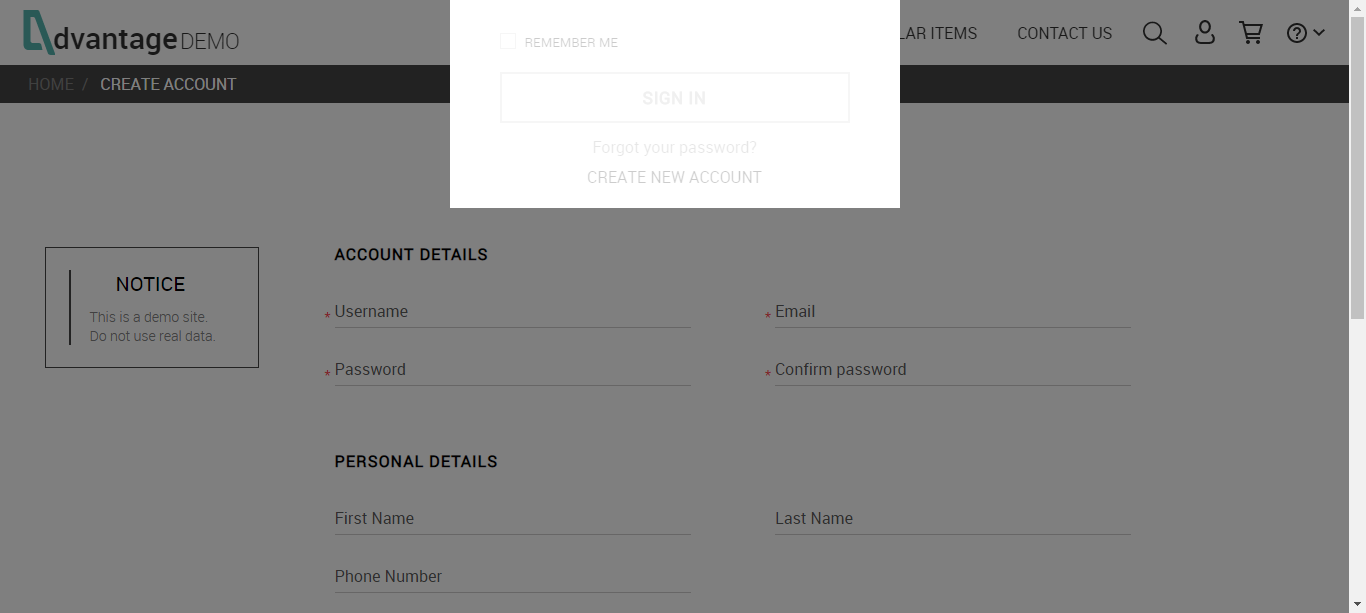 dvantage DEMO
LAR ITEMS
CONTACT US
REMEMBER ME
SIGN IN
Forgot your password?
CREATE NEW ACCOUNT
HOME / CREATE ACCOUNT
NOTICE
This is a demo site.
Do not use real data.
ACCOUNT DETAILS
* Username
* Email
* Password
* Confirm password
PERSONAL DETAILS
First Name
Last Name
Phone Number